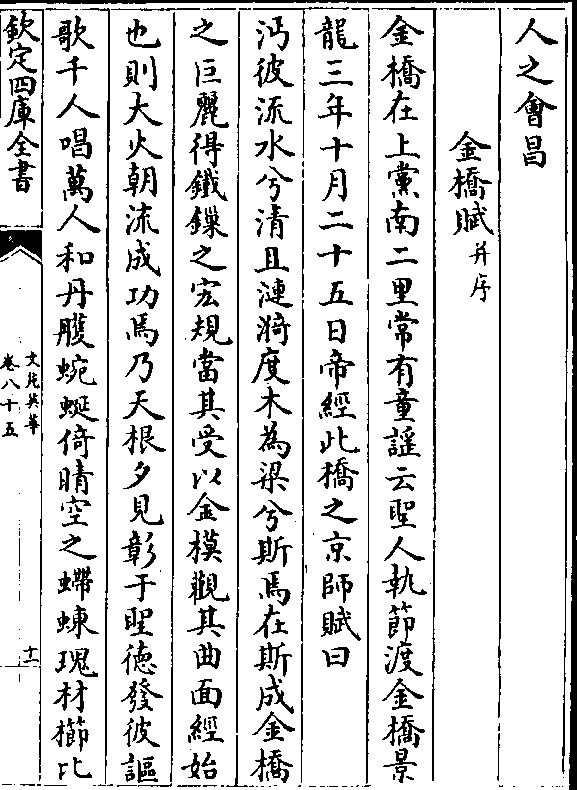 人之會昌
金橋賦并序
金橋在上黨南二里常有童謠云聖人執節渡金橋景
龍三年十月二十五日帝經此橋之京師賦曰
沔彼流水兮清且漣漪度木為梁兮斯焉在斯成金橋
之巨麗得鐵鏁之宏規當其受以金模觀其曲面經始
也則大火朝流成功焉乃天根夕見彰于聖德發彼謳
歌千人唱萬人和丹雘蜿蜒倚晴空之螮蝀瑰材櫛比
欽定四庫全書
文苑英華
卷八十五
十一